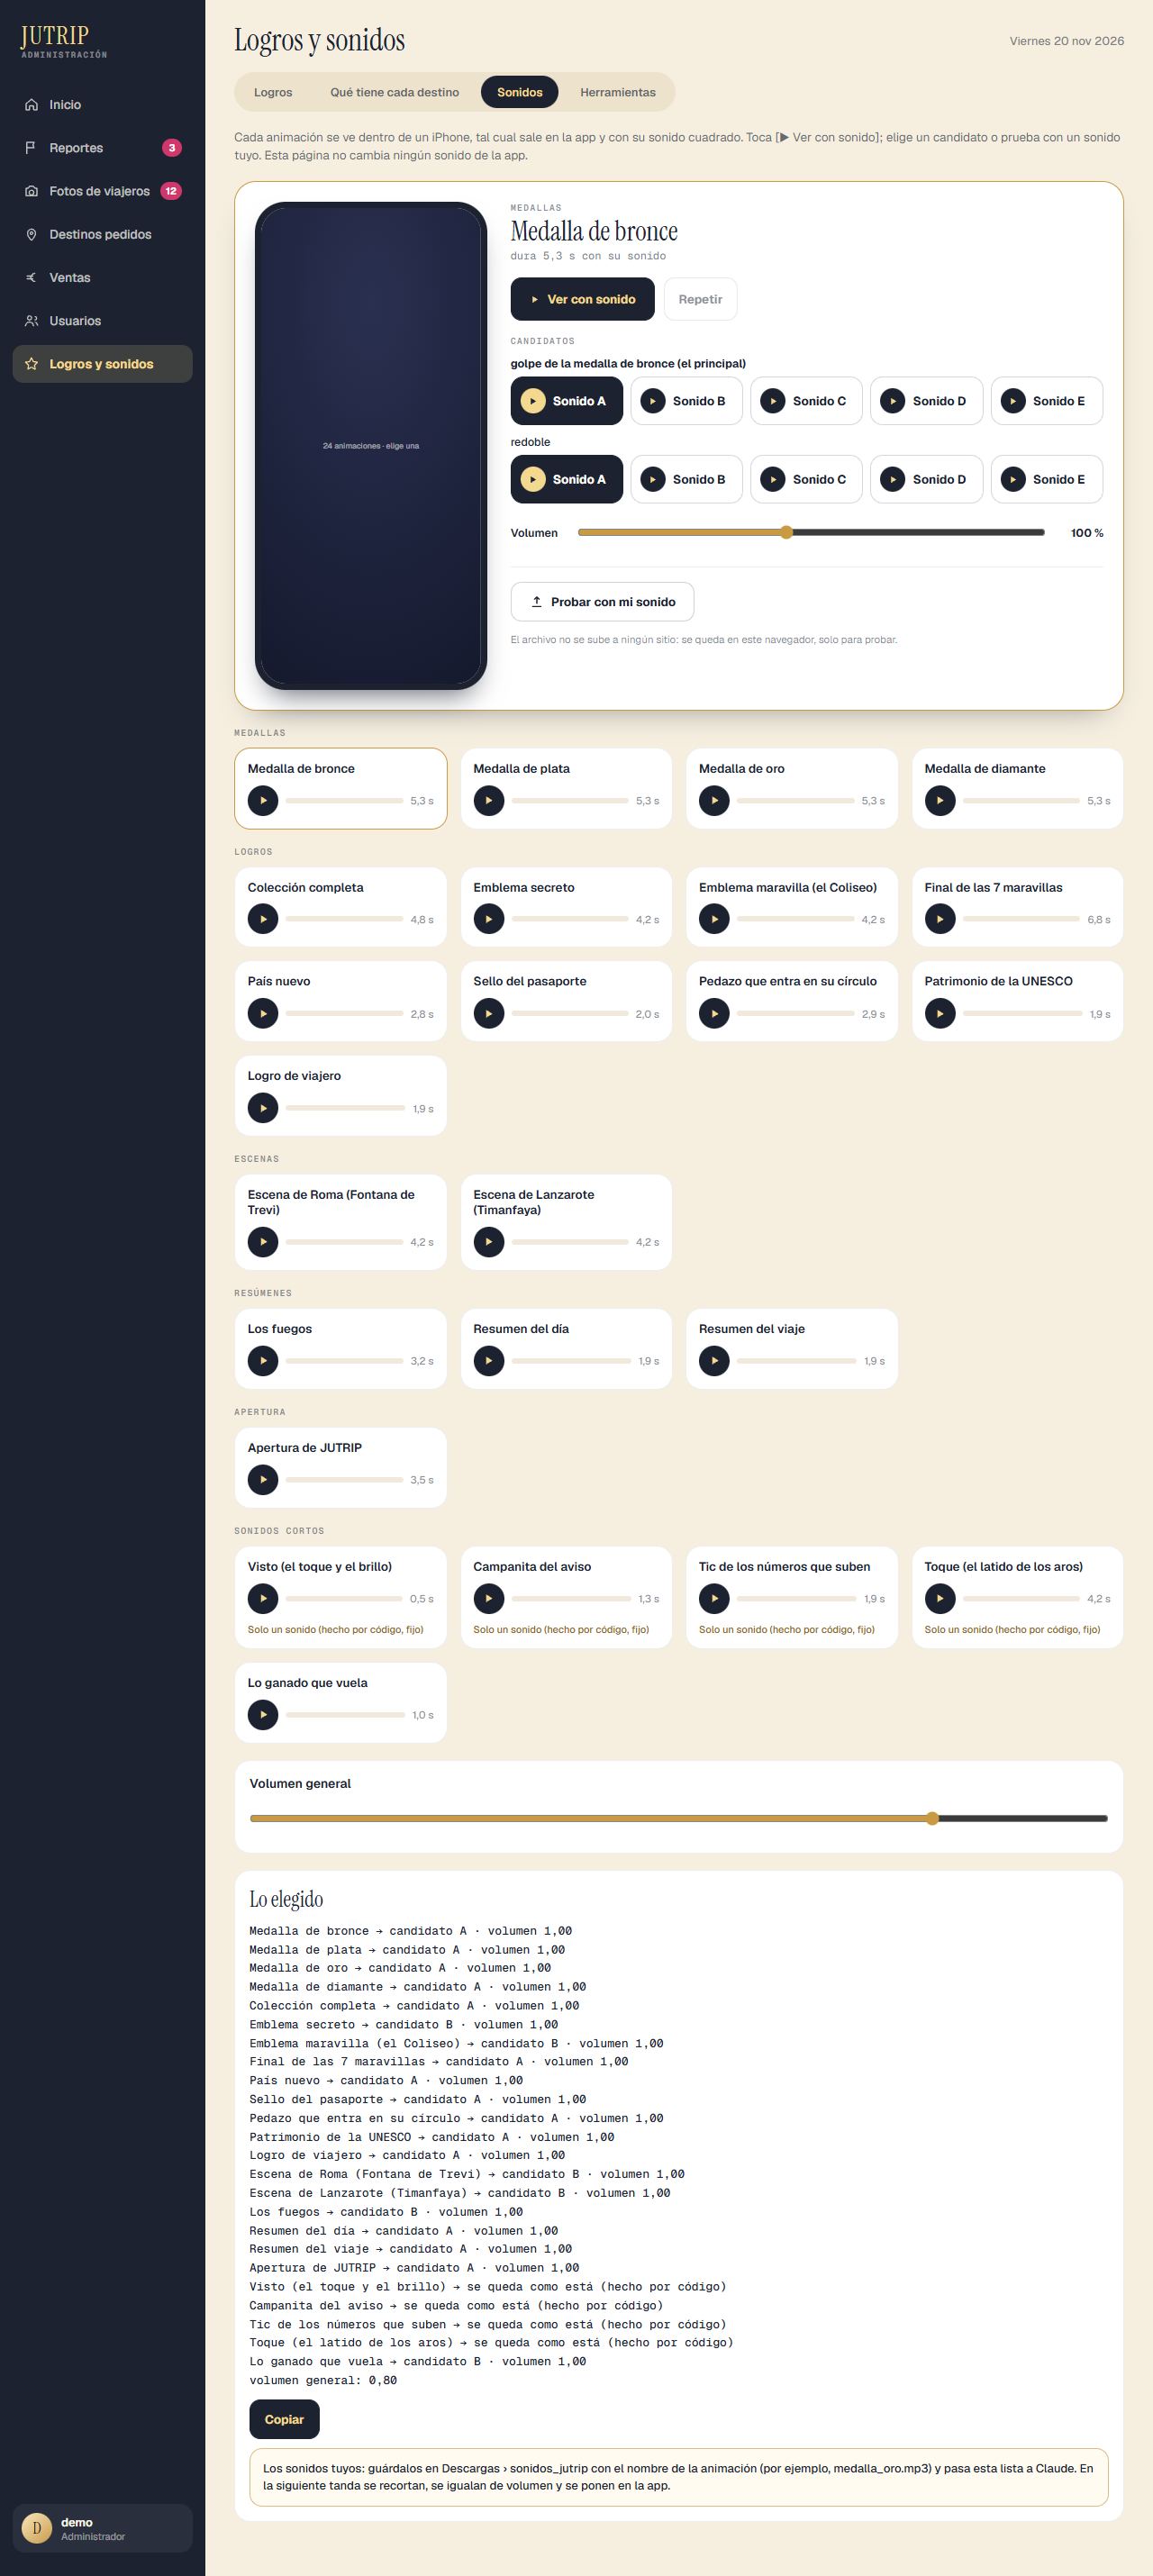 JUTRIP
ADMINISTRACIÓN
Inicio
Reportes
3
Fotos de viajeros
12
Destinos pedidos
Ventas
Usuarios
Logros y sonidos
Logros y sonidos
Viernes 20 nov 2026
Logros
Qué tiene cada destino
Sonidos
Herramientas
Cada animación se ve dentro de un iPhone, tal cual sale en la app y con su sonido cuadrado. Toca [▶ Ver con sonido]; elige un candidato o prueba con un sonido
tuyo. Esta página no cambia ningún sonido de la app.
24 animaciones · elige una
MEDALLAS
Medalla de bronce
dura 5,3 s con su sonido
Ver con sonido
Repetir
CANDIDATOS
golpe de la medalla de bronce (el principal)
Sonido A
Sonido B
Sonido C
Sonido D
Sonido E
redoble
Sonido A
Sonido B
Sonido C
Sonido D
Sonido E
Volumen
100 %
Probar con mi sonido
El archivo no se sube a ningún sitio: se queda en este navegador, solo para probar.
MEDALLAS
Medalla de bronce
5,3 s
Medalla de plata
5,3 s
Medalla de oro
5,3 s
Medalla de diamante
5,3 s
LOGROS
Colección completa
4,8 s
Emblema secreto
4,2 s
Emblema maravilla (el Coliseo)
4,2 s
Final de las 7 maravillas
6,8 s
País nuevo
2,8 s
Sello del pasaporte
2,0 s
Pedazo que entra en su círculo
2,9 s
Patrimonio de la UNESCO
1,9 s
Logro de viajero
1,9 s
ESCENAS
Escena de Roma (Fontana de
Trevi)
4,2 s
Escena de Lanzarote
(Timanfaya)
4,2 s
RESÚMENES
Los fuegos
3,2 s
Resumen del día
1,9 s
Resumen del viaje
1,9 s
APERTURA
Apertura de JUTRIP
3,5 s
SONIDOS CORTOS
Visto (el toque y el brillo)
0,5 s
Solo un sonido (hecho por código, fijo)
Campanita del aviso
1,3 s
Solo un sonido (hecho por código, fijo)
Tic de los números que suben
1,9 s
Solo un sonido (hecho por código, fijo)
Toque (el latido de los aros)
4,2 s
Solo un sonido (hecho por código, fijo)
Lo ganado que vuela
1,0 s
Volumen general
Lo elegido
Medalla de bronce → candidato A · volumen 1,00
Medalla de plata → candidato A · volumen 1,00
Medalla de oro → candidato A · volumen 1,00
Medalla de diamante → candidato A · volumen 1,00
Colección completa → candidato A · volumen 1,00
Emblema secreto → candidato B · volumen 1,00
Emblema maravilla (el Coliseo) → candidato B · volumen 1,00
Final de las 7 maravillas → candidato A · volumen 1,00
País nuevo → candidato A · volumen 1,00
Sello del pasaporte → candidato A · volumen 1,00
Pedazo que entra en su círculo → candidato A · volumen 1,00
Patrimonio de la UNESCO → candidato A · volumen 1,00
Logro de viajero → candidato A · volumen 1,00
Escena de Roma (Fontana de Trevi) → candidato B · volumen 1,00
Escena de Lanzarote (Timanfaya) → candidato B · volumen 1,00
Los fuegos → candidato B · volumen 1,00
Resumen del día → candidato A · volumen 1,00
Resumen del viaje → candidato A · volumen 1,00
Apertura de JUTRIP → candidato A · volumen 1,00
Visto (el toque y el brillo) → se queda como está (hecho por código)
Campanita del aviso → se queda como está (hecho por código)
Tic de los números que suben → se queda como está (hecho por código)
Toque (el latido de los aros) → se queda como está (hecho por código)
Lo ganado que vuela → candidato B · volumen 1,00
volumen general: 0,80
Copiar
Los sonidos tuyos: guárdalos en Descargas › sonidos_jutrip con el nombre de la animación (por ejemplo, medalla_oro.mp3) y pasa esta lista a Claude. En
la siguiente tanda se recortan, se igualan de volumen y se ponen en la app.
D
demo
Administrador